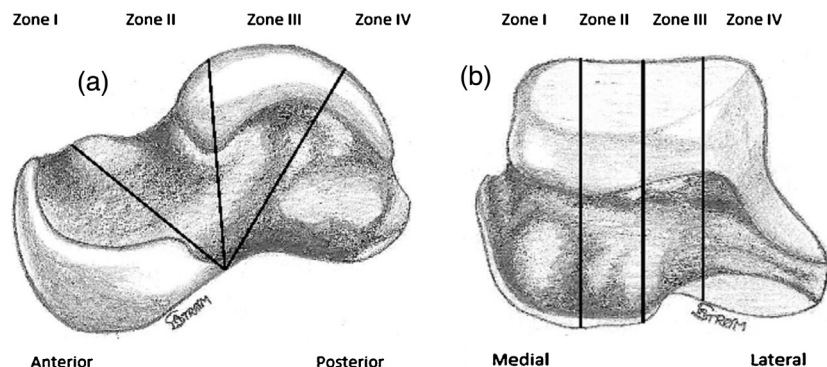 Zone I Zone II Zone III Zone IV
(a)
Anterior Posterior
Zone I Zone II Zone III Zone IV
(b)
Medial Lateral